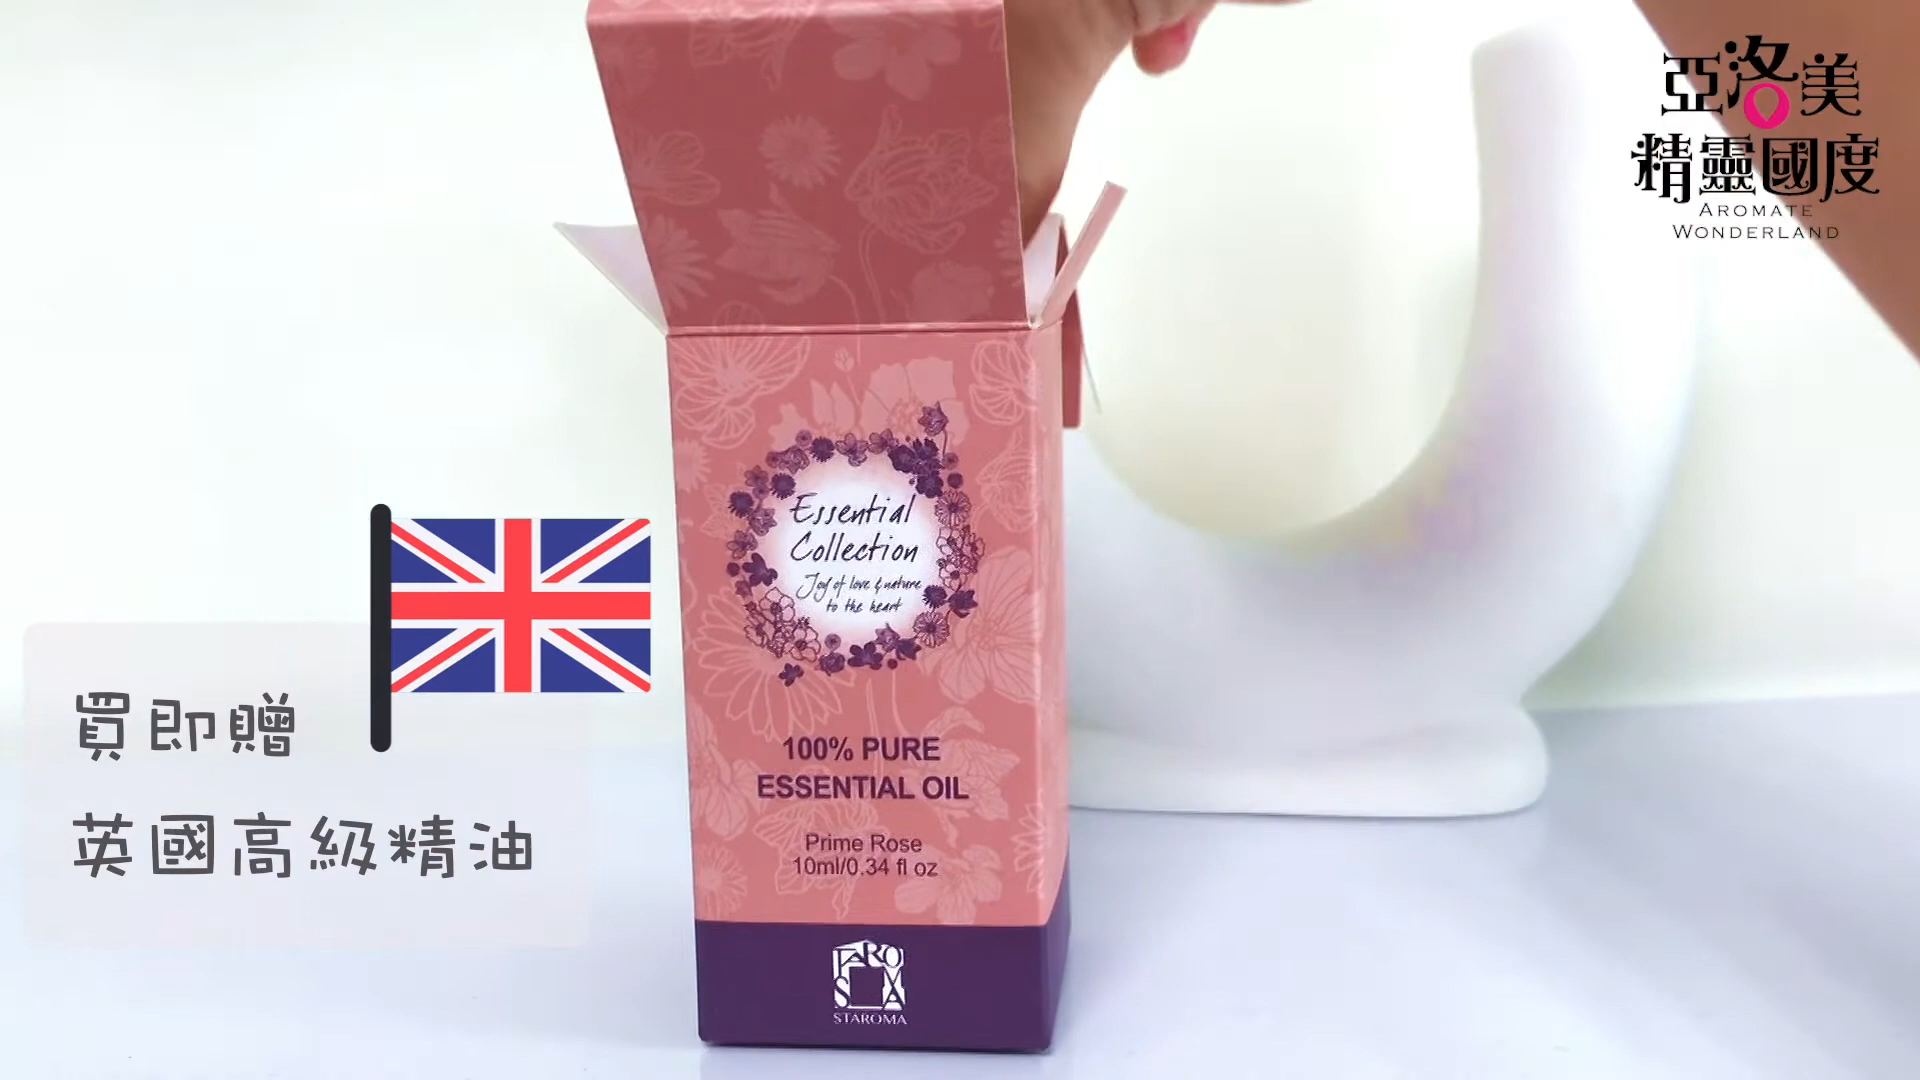 亞洛美
精靈國度
AROMATE
WONDERLAND
Essential
Collection
Joy of love & nature
to the heart
買即贈
英國高級精油
100% PURE
ESSENTIAL OIL
Prime Rose
10ml/0.34 fl oz
STAROMA
STAROMA